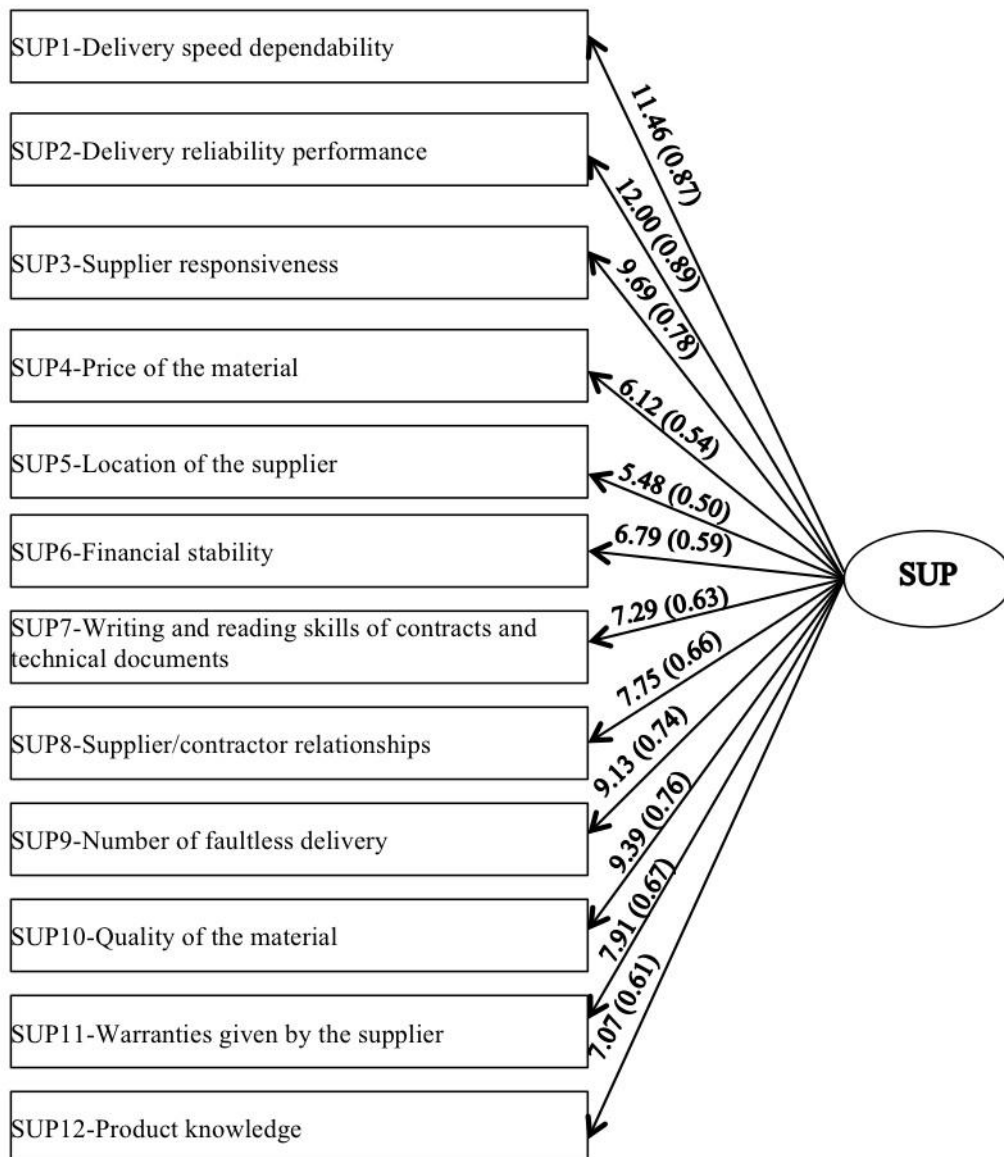 SUP1-Delivery speed dependability
11.46 (0.87)
SUP2-Delivery reliability performance
12.00 (0.89)
SUP3-Supplier responsiveness
9.69 (0.78)
SUP4-Price of the material
6.12 (0.54)
SUP5-Location of the supplier
5.48 (0.50)
SUP6-Financial stability
6.79 (0.59)
SUP
SUP7-Writing and reading skills of contracts and
technical documents
7.29 (0.63)
SUP8-Supplier/contractor relationships
7.75 (0.66)
SUP9-Number of faultless delivery
9.13 (0.74)
SUP10-Quality of the material
9.39 (0.76)
SUP11-Warranties given by the supplier
7.91 (0.67)
SUP12-Product knowledge
7.07 (0.61)